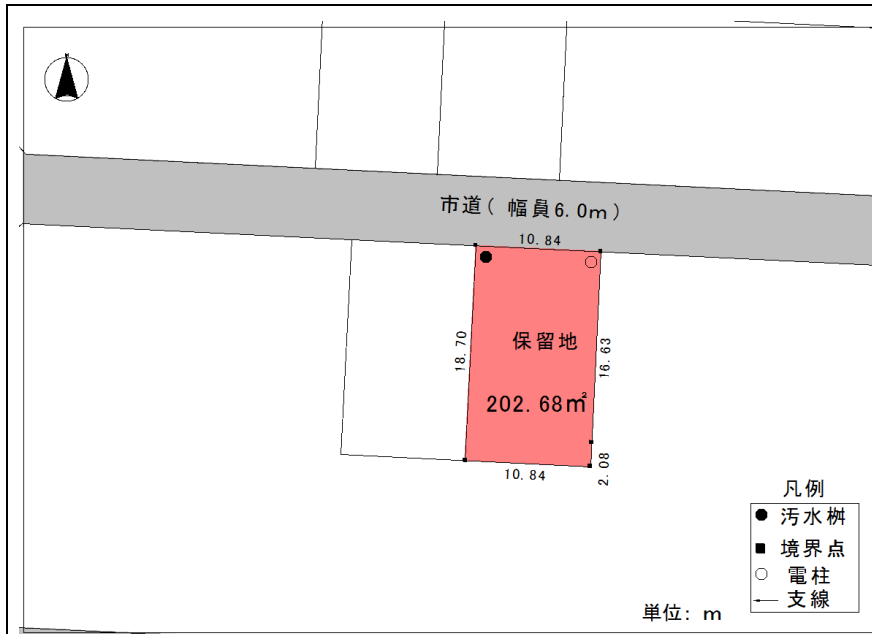 市道( 幅員6.0m)
10.84
18.70
保留地
16.63
202.68㎡
10.84
2.08
凡例
汚水桝
境界点
電柱
支線
単位: m